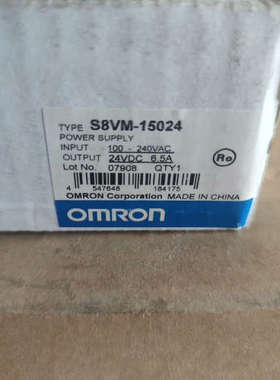 TYPE S8VM-15024
POWER SUPPLY
INPUT 100 - 240VAC
OUTPUT 24VDC 6.5A
Lot No. 07908 QTY1
Ro
4 547648 184175
OMRON Corporation MADE IN CHINA
OMRON